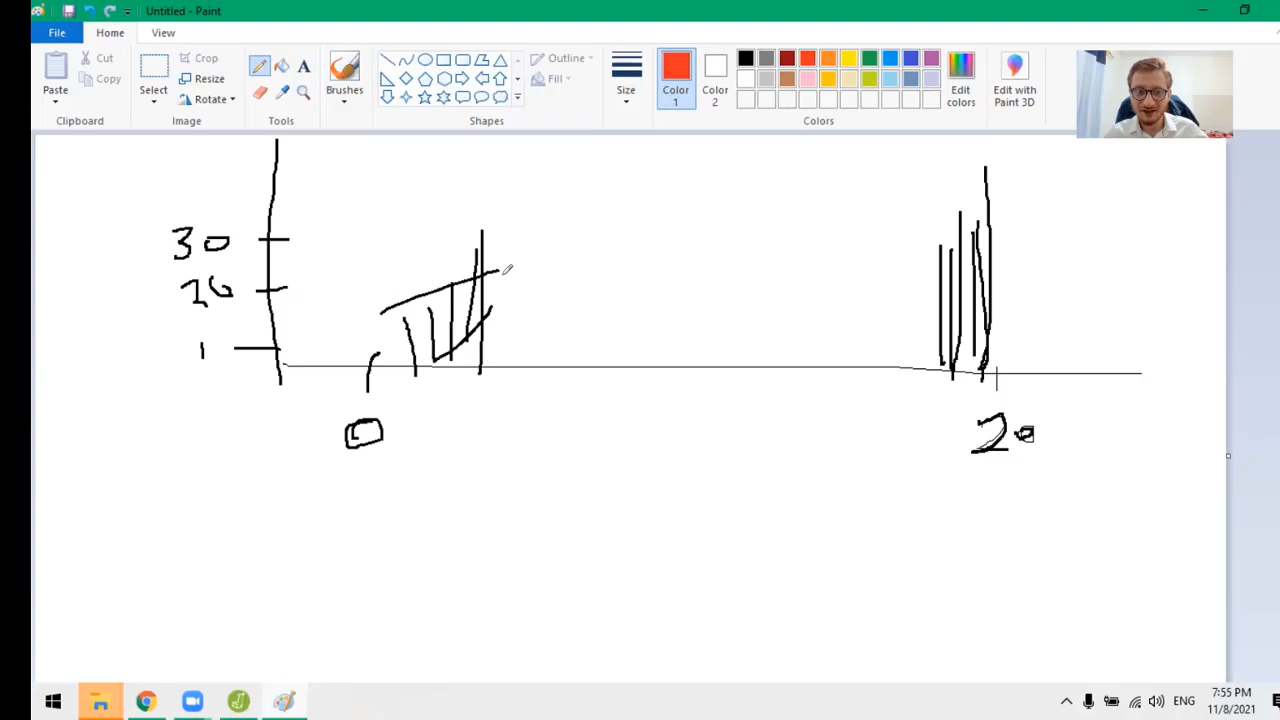 Untitled - Paint
File Home View
Paste
Cut
Copy
Clipboard
Select
Crop
Resize
Rotate
Image
Tools
Brushes
Shapes
Outline
Fill
Size
Color 1
Color 2
Colors
Edit colors
Edit with Paint 3D
30
20
1
0
20
ENG
7:55 PM
11/8/2021